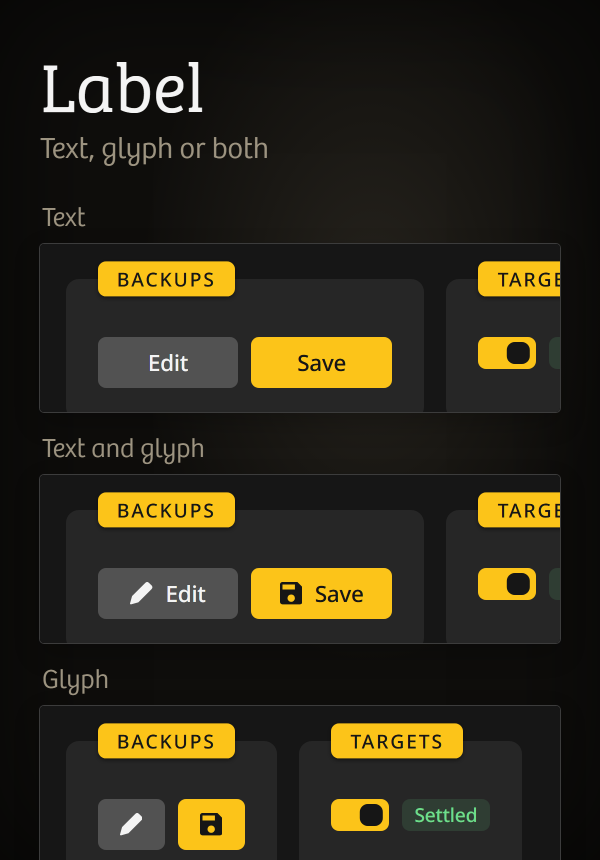 Label
Text, glyph or both
Text
BACKUPS
Edit Save
Text and glyph
BACKUPS
Edit Save
Glyph
BACKUPS TARGETS
Settled